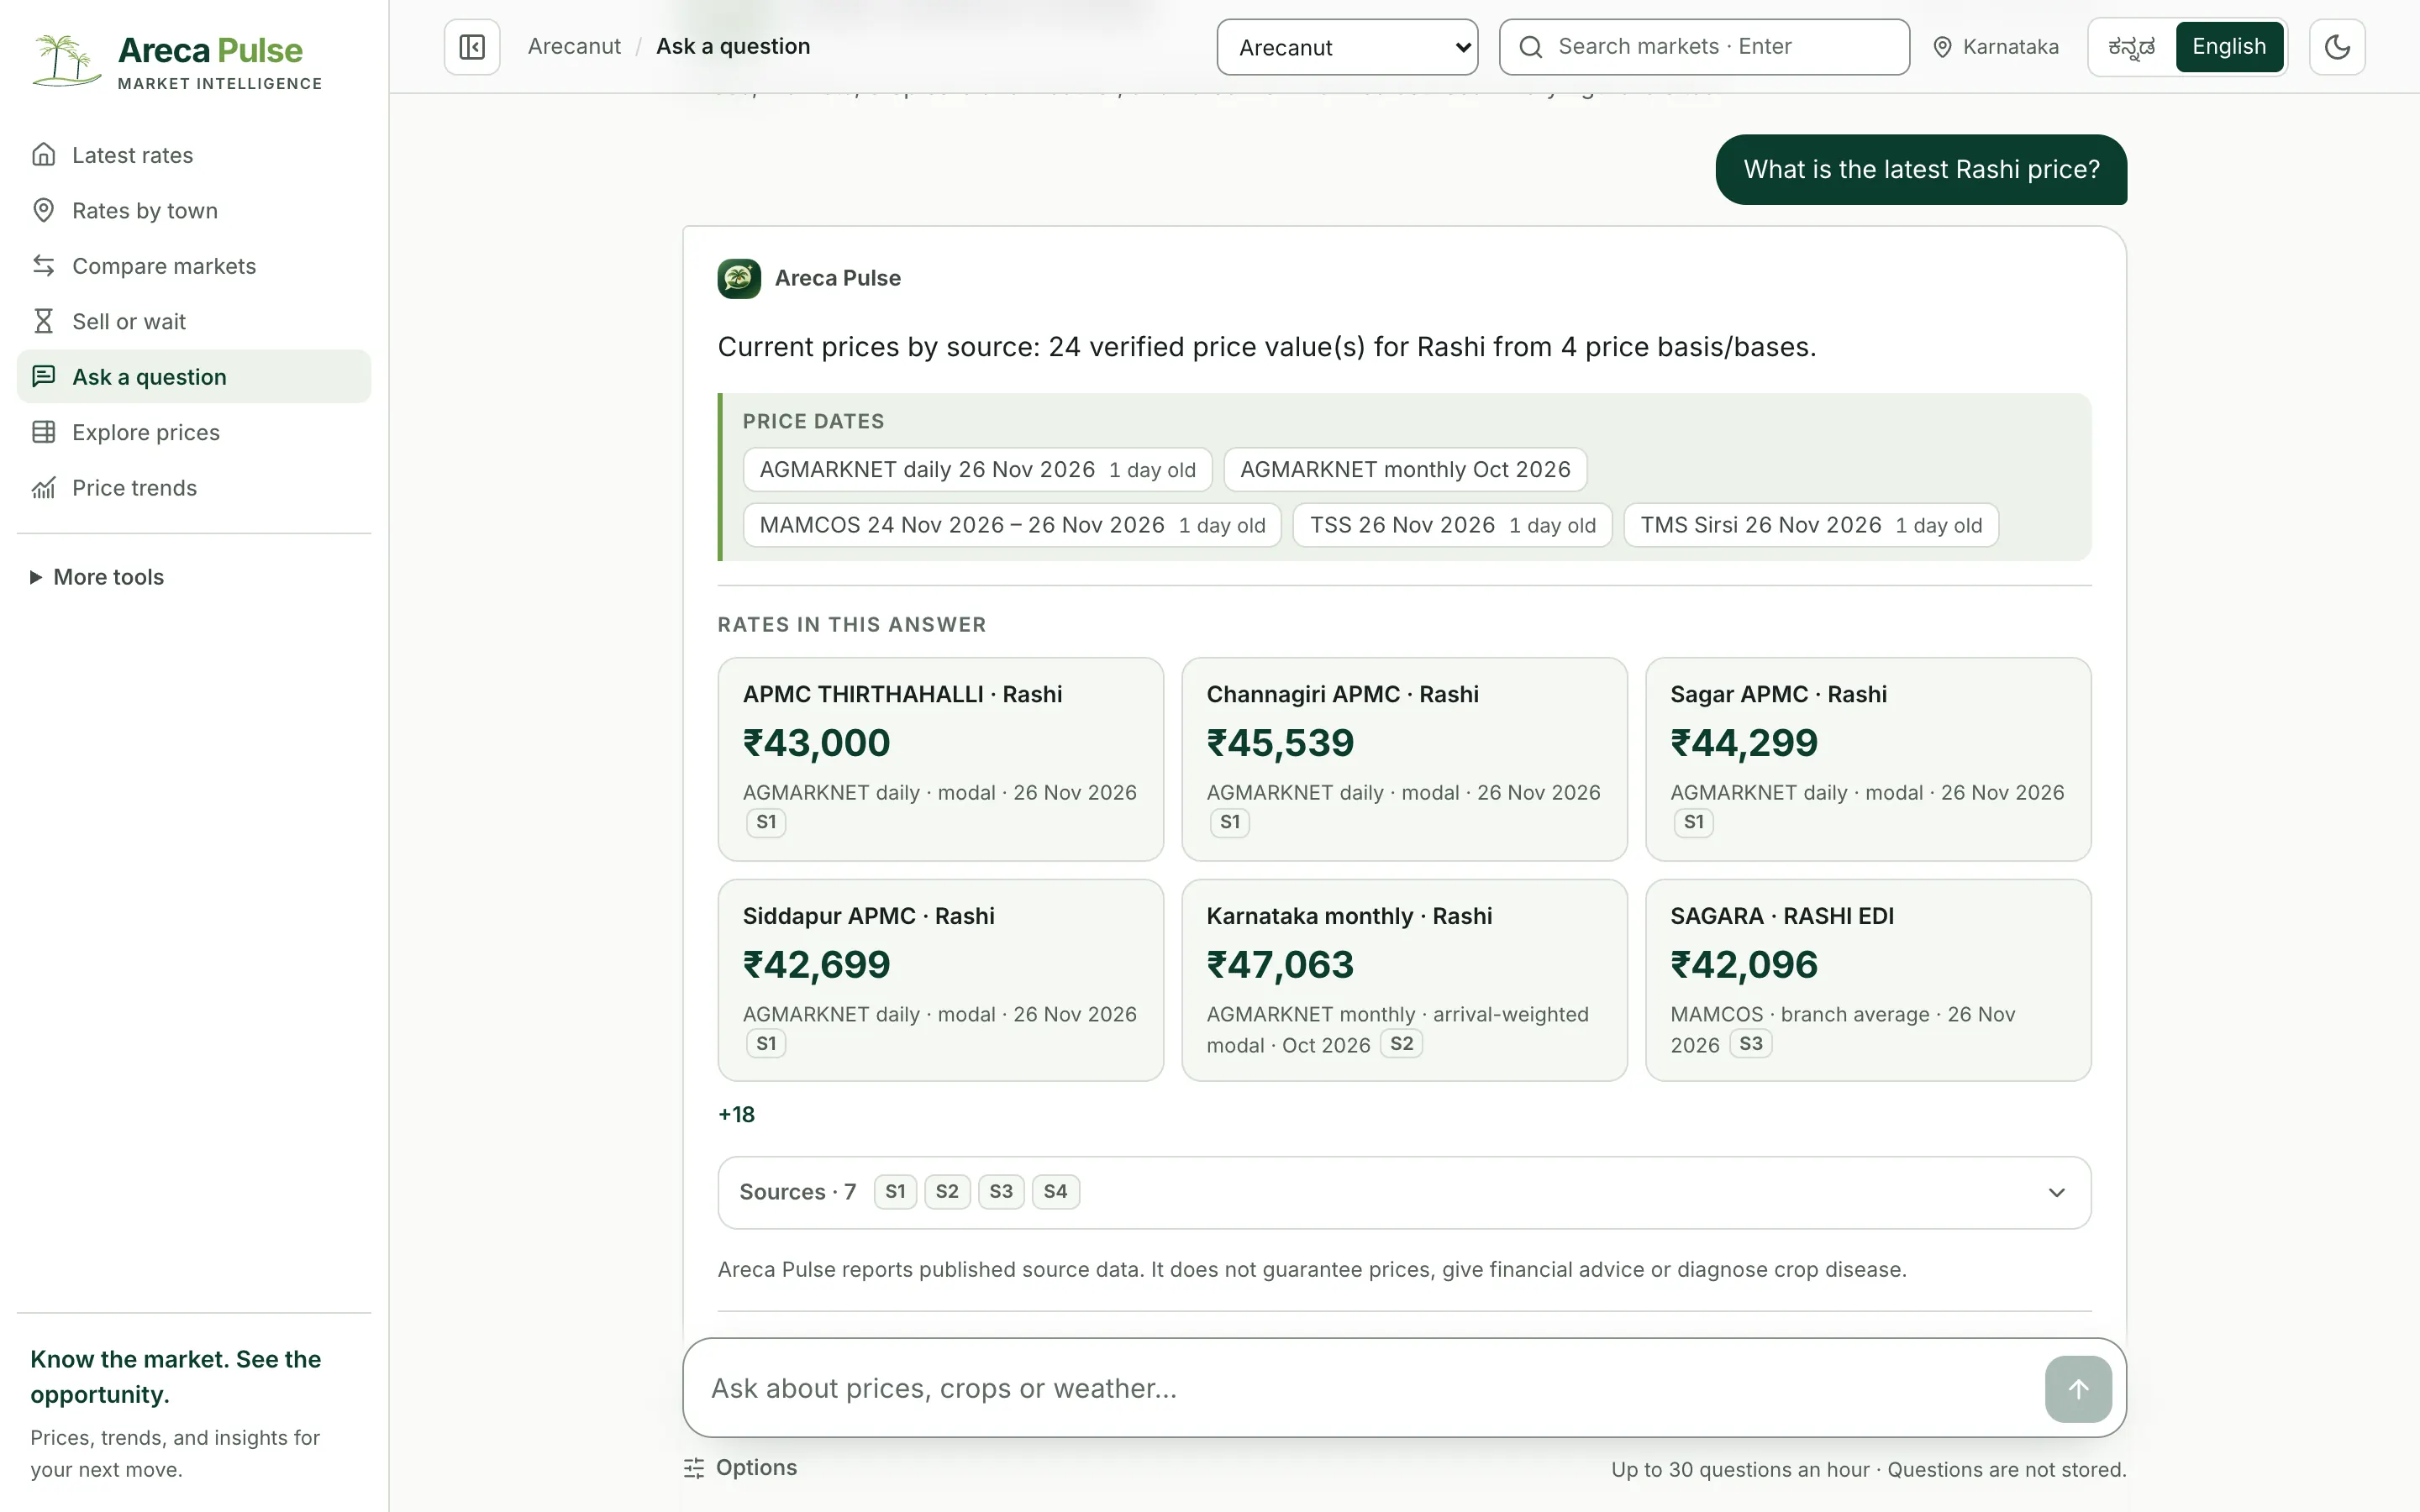 Areca Pulse
MARKET INTELLIGENCE
Latest rates
Rates by town
Compare markets
Sell or wait
Ask a question
Explore prices
Price trends
More tools
Know the market. See the
opportunity.
Prices, trends, and insights for
your next move.
Arecanut / Ask a question
Arecanut
Search markets · Enter
Karnataka
ಕನ್ನಡ
English
What is the latest Rashi price?
Areca Pulse
Current prices by source: 24 verified price value(s) for Rashi from 4 price basis/bases.
PRICE DATES
AGMARKNET daily 26 Nov 2026 1 day old
AGMARKNET monthly Oct 2026
MAMCOS 24 Nov 2026 – 26 Nov 2026 1 day old
TSS 26 Nov 2026 1 day old
TMS Sirsi 26 Nov 2026 1 day old
RATES IN THIS ANSWER
APMC THIRTHAHALLI · Rashi
₹43,000
AGMARKNET daily · modal · 26 Nov 2026
S1
Channagiri APMC · Rashi
₹45,539
AGMARKNET daily · modal · 26 Nov 2026
S1
Sagar APMC · Rashi
₹44,299
AGMARKNET daily · modal · 26 Nov 2026
S1
Siddapur APMC · Rashi
₹42,699
AGMARKNET daily · modal · 26 Nov 2026
S1
Karnataka monthly · Rashi
₹47,063
AGMARKNET monthly · arrival-weighted
modal · Oct 2026 S2
SAGARA · RASHI EDI
₹42,096
MAMCOS · branch average · 26 Nov
2026 S3
+18
Sources · 7 S1 S2 S3 S4
Areca Pulse reports published source data. It does not guarantee prices, give financial advice or diagnose crop disease.
Ask about prices, crops or weather...
Options
Up to 30 questions an hour · Questions are not stored.